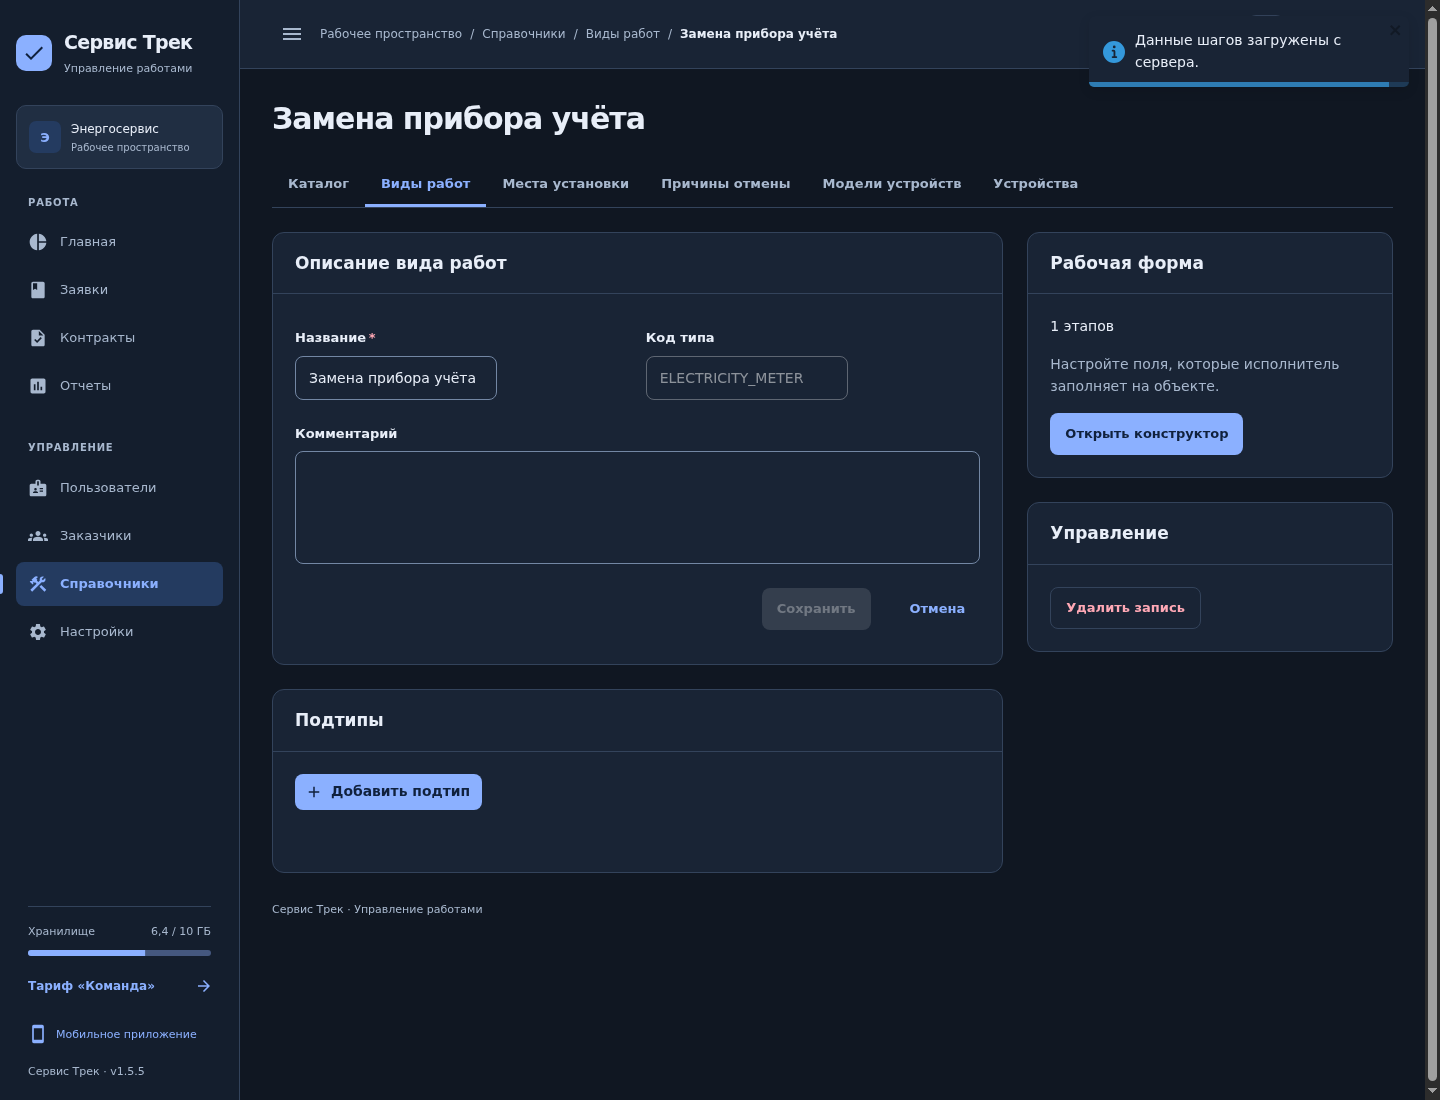 Сервис Трек
Управление работами
Э
Энергосервис
Рабочее пространство
РАБОТА
Главная
Заявки
Контракты
Отчеты
УПРАВЛЕНИЕ
Пользователи
Заказчики
Справочники
Настройки
Хранилище 6,4 / 10 ГБ
Тариф «Команда»
Мобильное приложение
Сервис Трек · v1.5.5
Рабочее пространство / Справочники / Виды работ / Замена прибора учёта
Данные шагов загружены с
сервера.
Замена прибора учёта
Каталог Виды работ Места установки Причины отмены Модели устройств Устройства
Описание вида работ
Название *
Замена прибора учёта
Код типа
ELECTRICITY_METER
Комментарий
Сохранить Отмена
Подтипы
Добавить подтип
Рабочая форма
1 этапов
Настройте поля, которые исполнитель
заполняет на объекте.
Открыть конструктор
Управление
Удалить запись
Сервис Трек · Управление работами